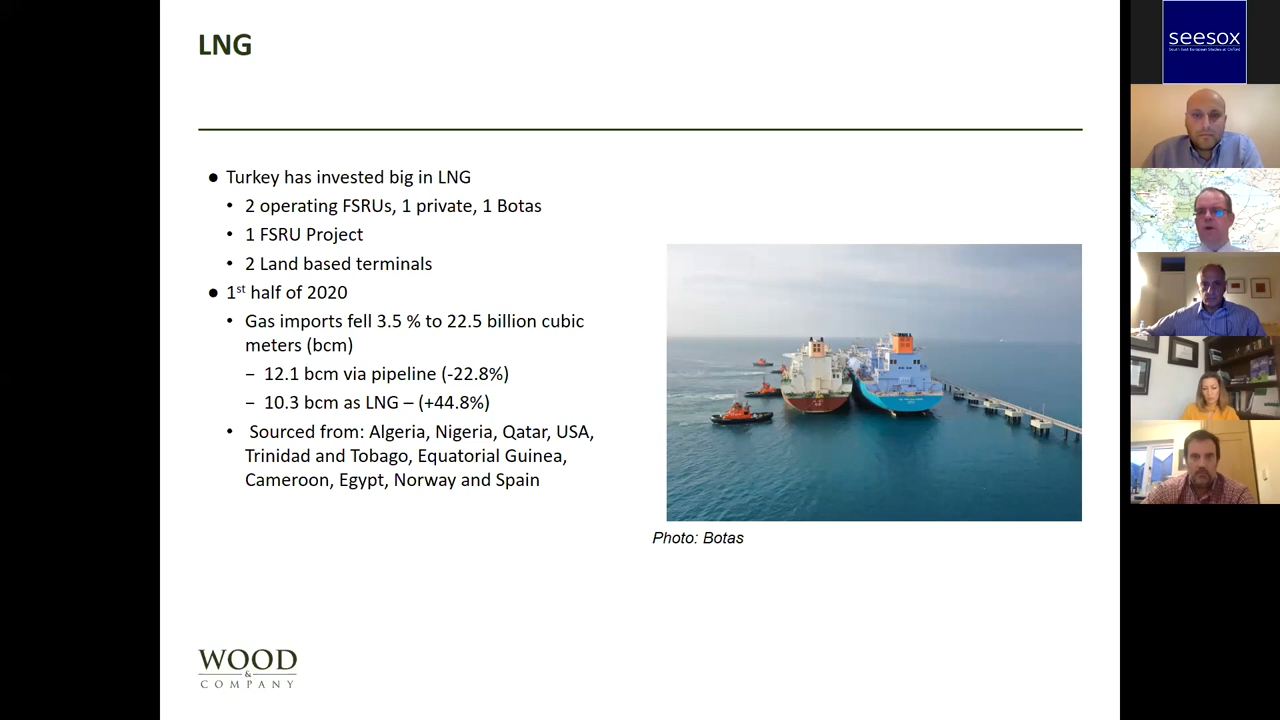 LNG
● Turkey has invested big in LNG
• 2 operating FSRUs, 1 private, 1 Botas
• 1 FSRU Project
• 2 Land based terminals
● 1st half of 2020
• Gas imports fell 3.5 % to 22.5 billion cubic
meters (bcm)
– 12.1 bcm via pipeline (-22.8%)
– 10.3 bcm as LNG – (+44.8%)
• Sourced from: Algeria, Nigeria, Qatar, USA,
Trinidad and Tobago, Equatorial Guinea,
Cameroon, Egypt, Norway and Spain
Photo: Botas
WOOD
&
COMPANY
seesox
South East European Studies at Oxford